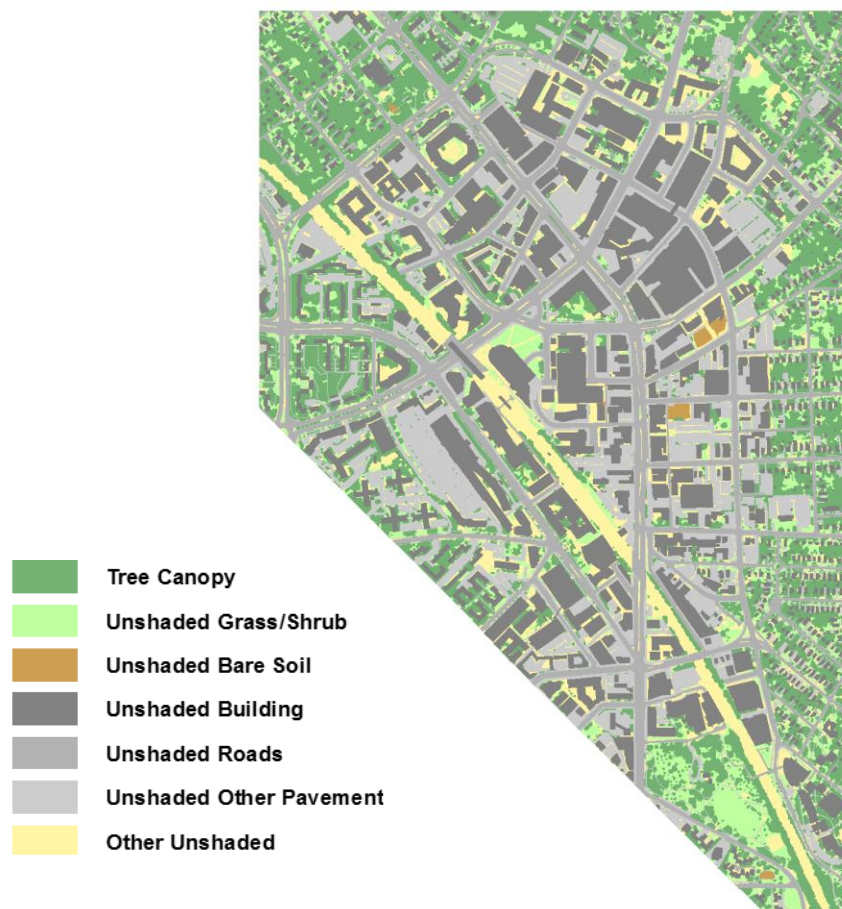 Tree Canopy
Unshaded Grass/Shrub
Unshaded Bare Soil
Unshaded Building
Unshaded Roads
Unshaded Other Pavement
Other Unshaded